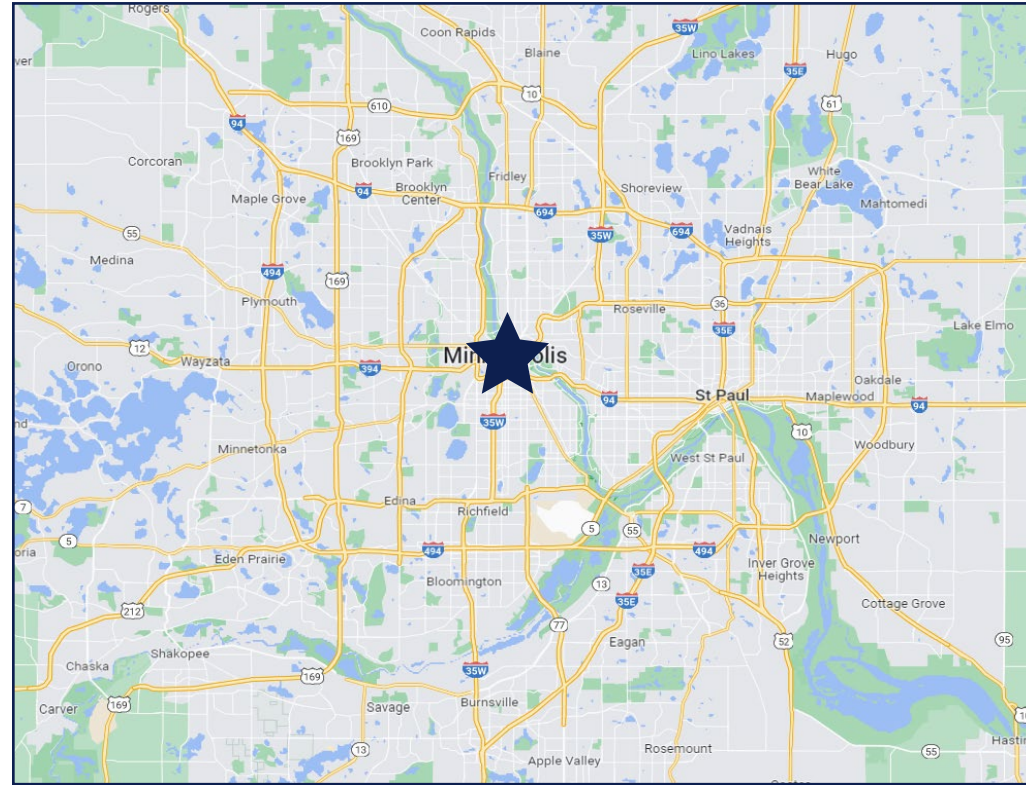 Rogers
Coon Rapids
35W
Lino Lakes
Hugo
ver
Blaine
35E
610
10
61
94
169
Corcoran
Brooklyn Park
Fridley
White
Bear Lake
94
Brooklyn
Center
Shoreview
Maple Grove
694
Mahtomedi
55
35W
694
Vadnais
Heights
Medina
494
169
Plymouth
36
Roseville
35E
Lake Elmo
12
Orono
Wayzata
394
94
St Paul
Oakdale
Maplewood
94
35W
10
nd
Woodbury
Minnetonka
West St Paul
7
Edina
Richfield
5
55
5
oria
Eden Prairie
494
494
Newport
Bloomington
35E
Inver Grove
Heights
13
35E
212
Cottage Grove
77
Eagan
52
95
Shakopee
Chaska
169
35W
169
Carver
Savage
Burnsville
10
Hastin
13
Rosemount
55
Apple Valley